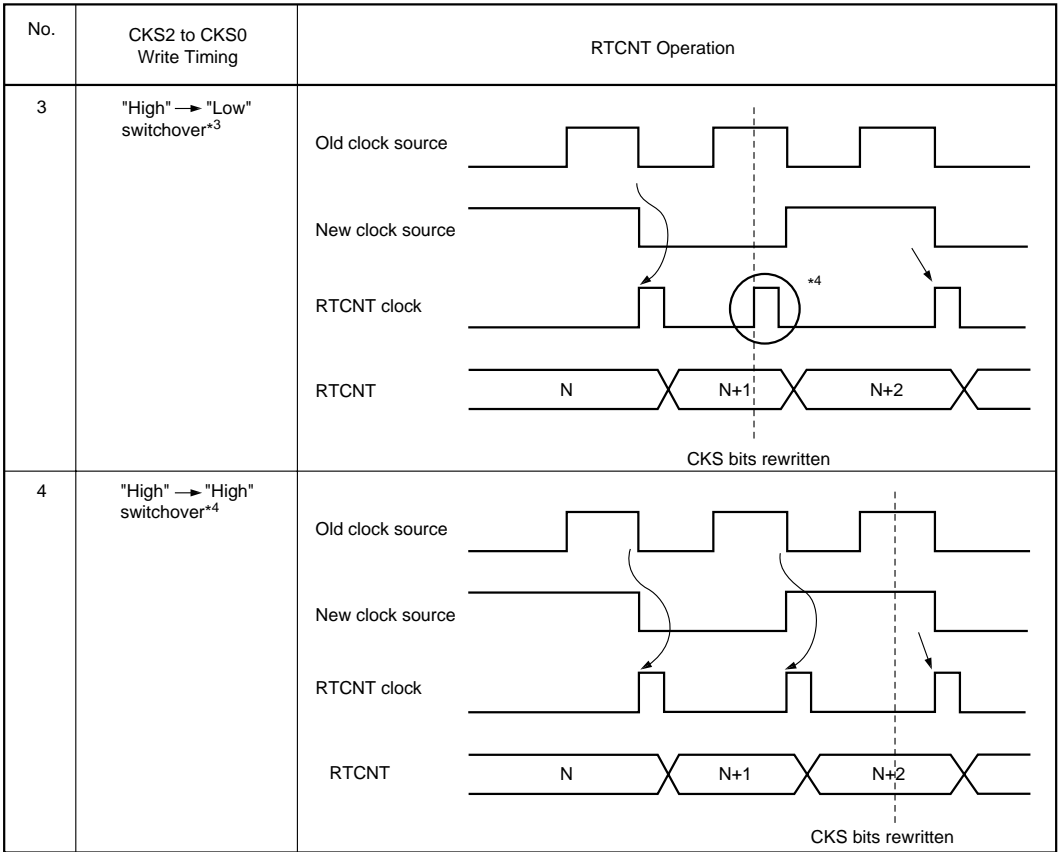 No.
CKS2 to CKS0
Write Timing
RTCNT Operation
3
"High" → "Low"
switchover*3
Old clock source
New clock source
RTCNT clock
*4
RTCNT
N
N+1
N+2
CKS bits rewritten
4
"High" → "High"
switchover*4
Old clock source
New clock source
RTCNT clock
RTCNT
N
N+1
N+2
CKS bits rewritten